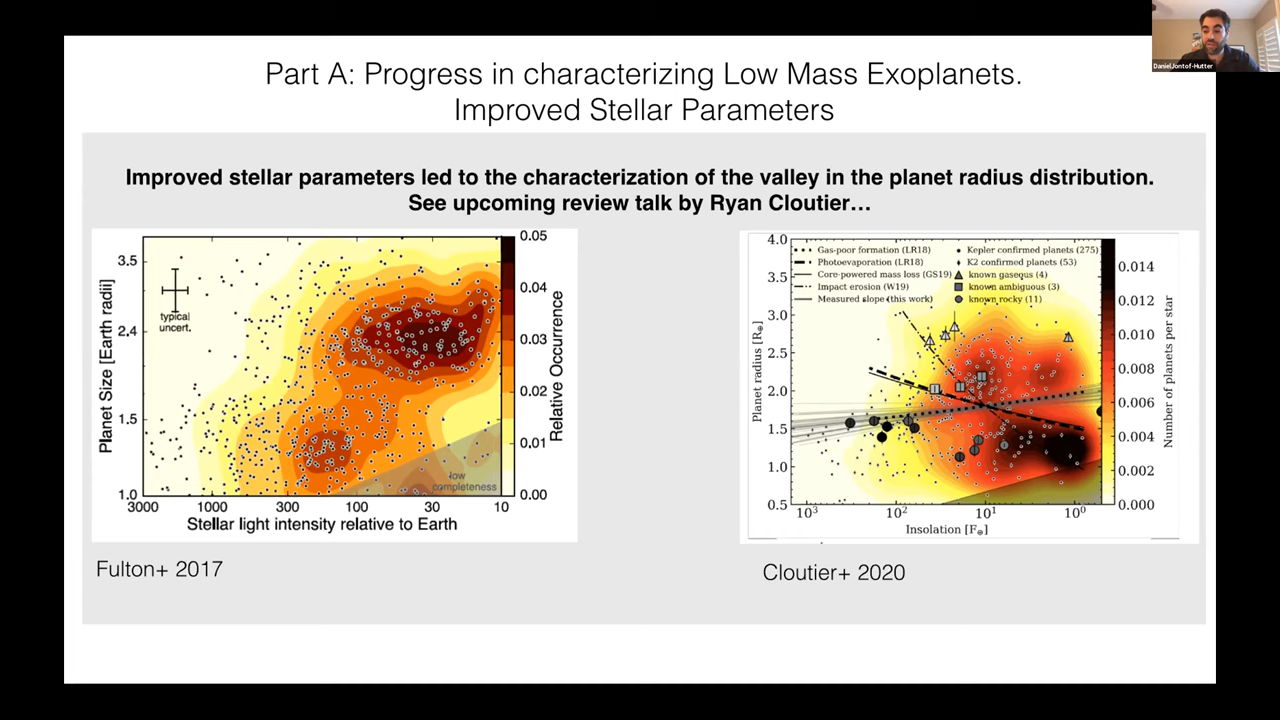 DanielJontof-Hutter
Part A: Progress in characterizing Low Mass Exoplanets.
Improved Stellar Parameters
Improved stellar parameters led to the characterization of the valley in the planet radius distribution.
See upcoming review talk by Ryan Cloutier…
Planet Size [Earth radii]
3.5
2.4
1.5
1.0
typical
uncert.
low
completeness
3000 1000 300 100 30 10
Stellar light intensity relative to Earth
0.05
0.04
0.03
0.02
0.01
0.00
Relative Occurrence
Fulton+ 2017
Planet radius [R⊕]
4.0
3.5
3.0
2.5
2.0
1.5
1.0
0.5
Gas-poor formation (LR18)
Photoevaporation (LR18)
Core-powered mass loss (GS19)
Impact erosion (W19)
Measured slope (this work)
Kepler confirmed planets (275)
K2 confirmed planets (53)
known gaseous (4)
known ambiguous (3)
known rocky (11)
10³ 10² 10¹ 10⁰
Insolation [F⊕]
0.014
0.012
0.010
0.008
0.006
0.004
0.002
0.000
Number of planets per star
Cloutier+ 2020